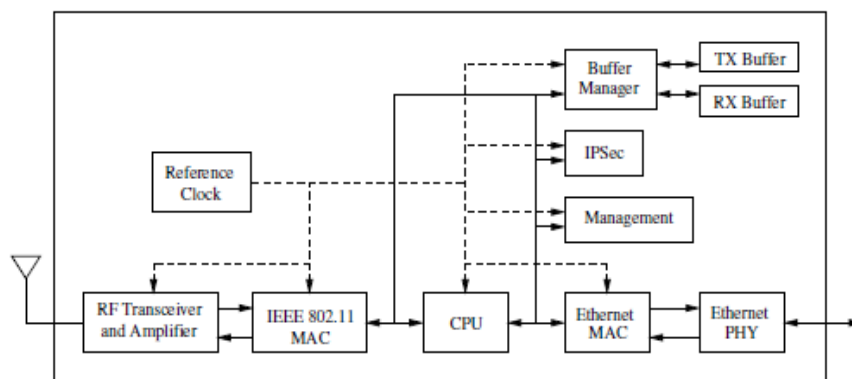 TX Buffer
Buffer
Manager
RX Buffer
IPSec
Reference
Clock
Management
RF Transceiver
and Amplifier
IEEE 802.11
MAC
CPU
Ethernet
MAC
Ethernet
PHY